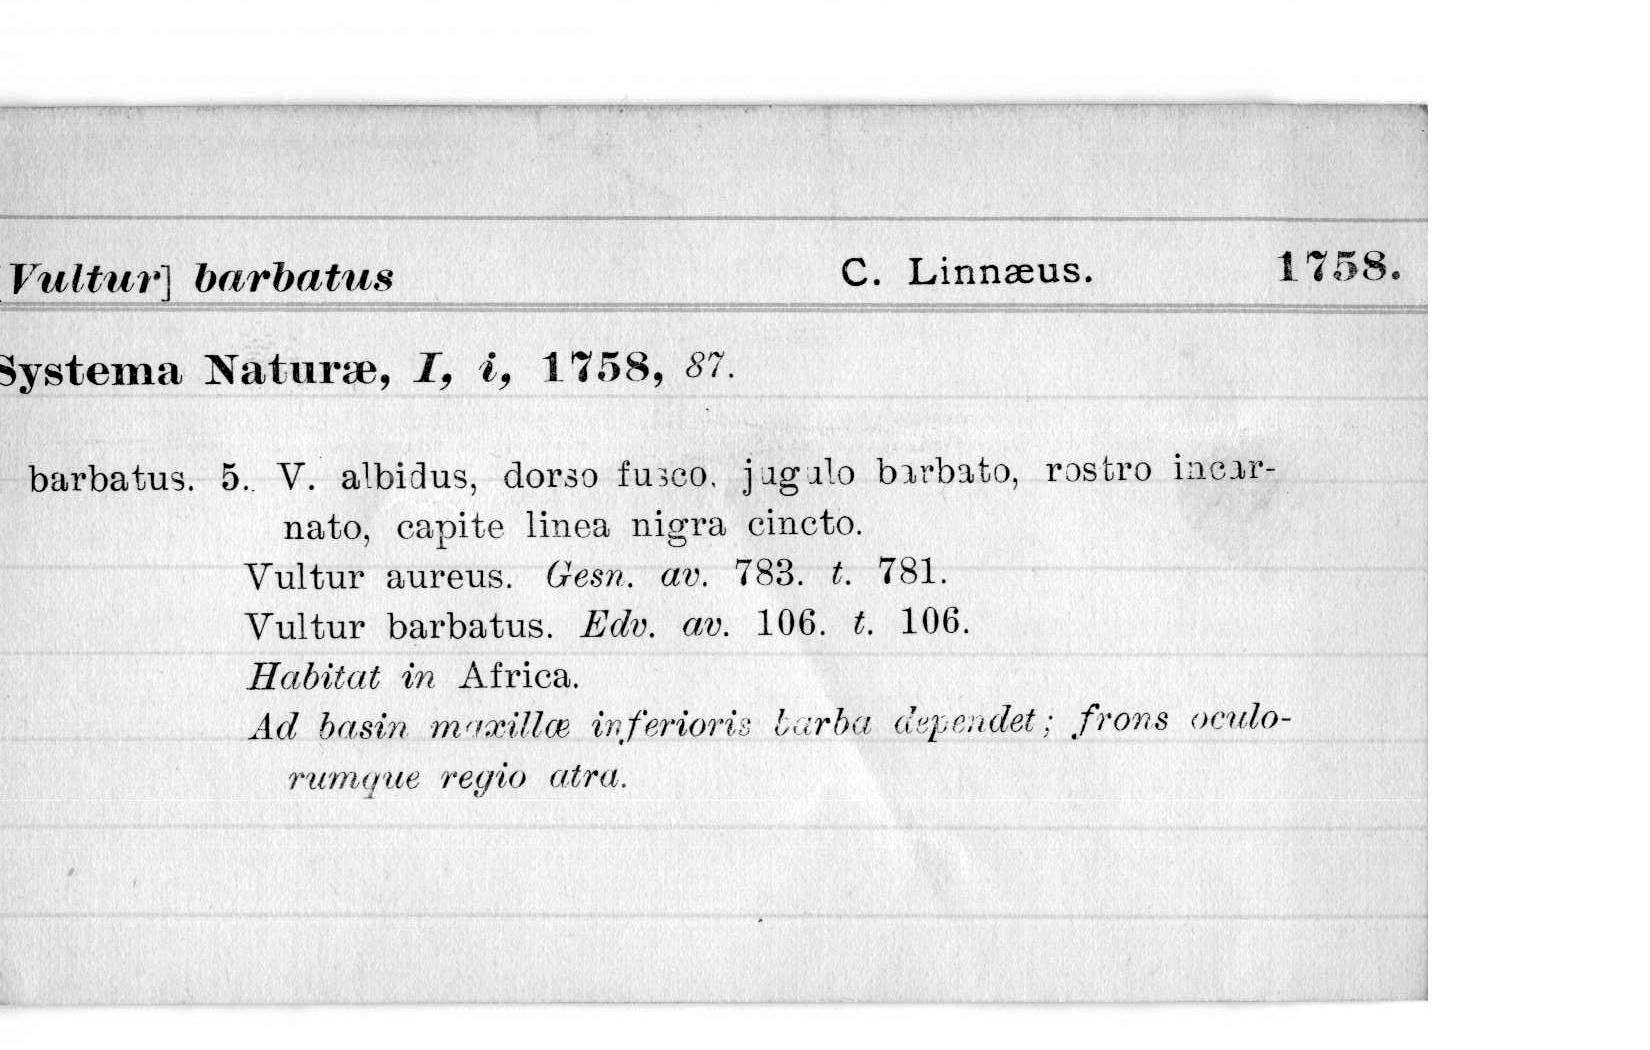 [Vultur] barbatus C. Linnæus. 1758.
Systema Naturæ, I, i, 1758, 87.
barbatus. 5. V. albidus, dorso fusco, jugulo barbato, rostro incar-
nato, capite linea nigra cincto.
Vultur aureus. Gesn. av. 783. t. 781.
Vultur barbatus. Edv. av. 106. t. 106.
Habitat in Africa.
Ad basin maxillæ inferioris barba dependet; frons oculo-
rumque regio atra.